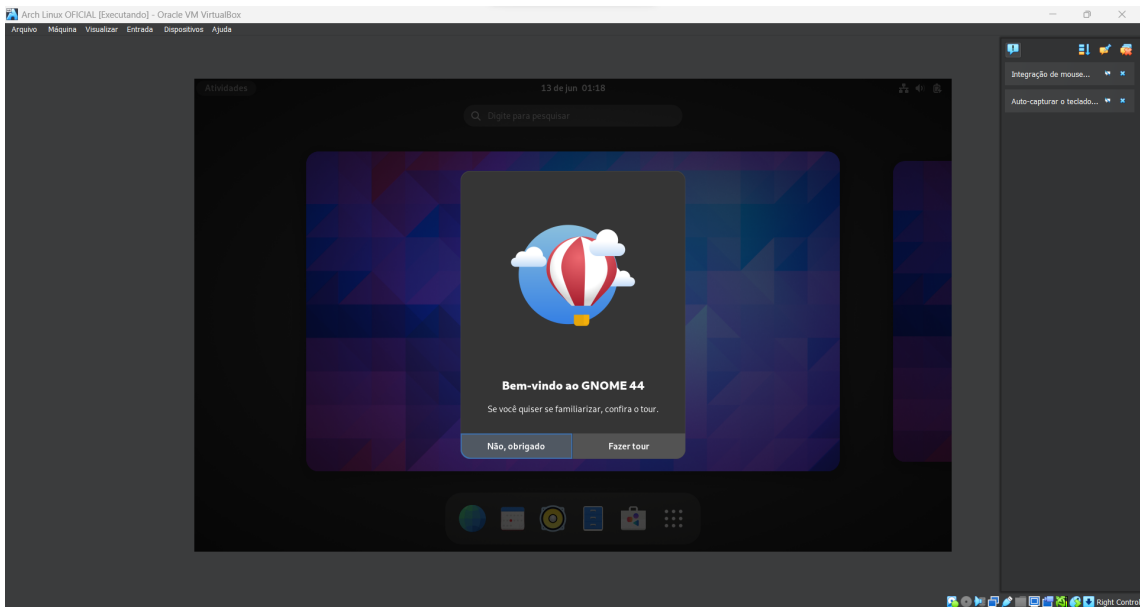 Arch Linux OFICIAL [Executando] - Oracle VM VirtualBox
Arquivo Máquina Visualizar Entrada Dispositivos Ajuda
Integração de mouse...
Auto-capturar o teclado...
Atividades 13 de jun 01:18
Digite para pesquisar
Bem-vindo ao GNOME 44
Se você quiser se familiarizar, confira o tour.
Não, obrigado Fazer tour
Right Control